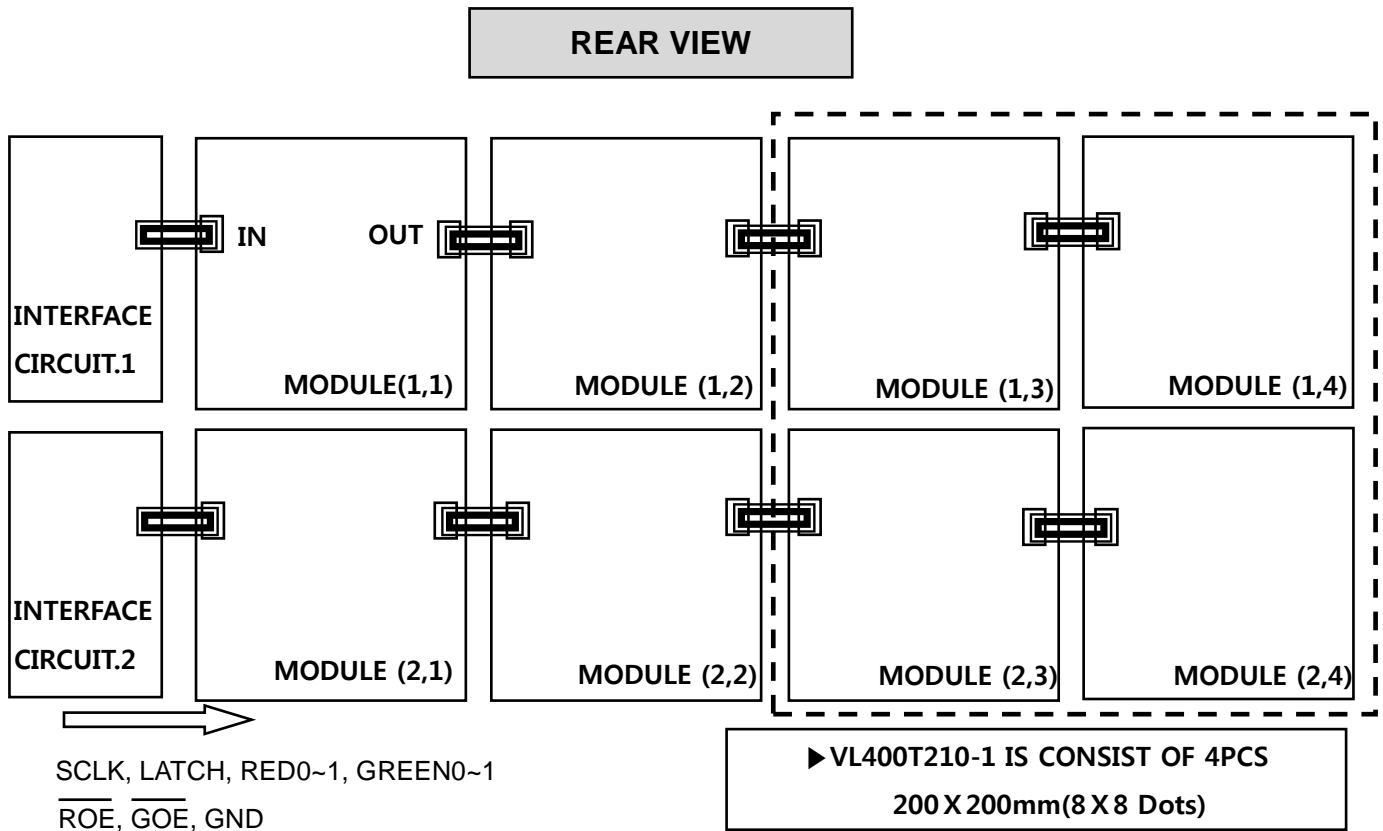 REAR VIEW
IN
OUT
INTERFACE
CIRCUIT.1
MODULE(1,1)
MODULE (1,2)
MODULE (1,3)
MODULE (1,4)
INTERFACE
CIRCUIT.2
MODULE (2,1)
MODULE (2,2)
MODULE (2,3)
MODULE (2,4)
SCLK, LATCH, RED0~1, GREEN0~1
R̅O̅E̅, G̅O̅E̅, GND
▶VL400T210-1 IS CONSIST OF 4PCS
200 X 200mm(8 X 8 Dots)